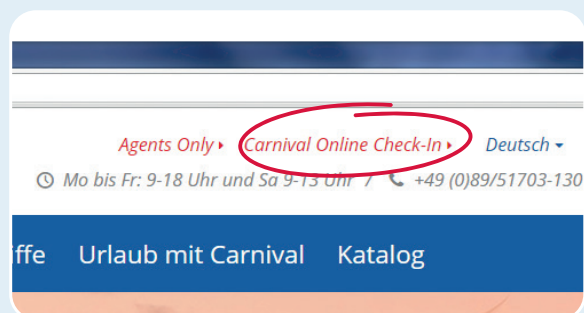 Agents Only Carnival Online Check-In Deutsch
Mo bis Fr: 9-18 Uhr und Sa 9-13 Uhr / +49 (0)89/51703-130
iffe Urlaub mit Carnival Katalog